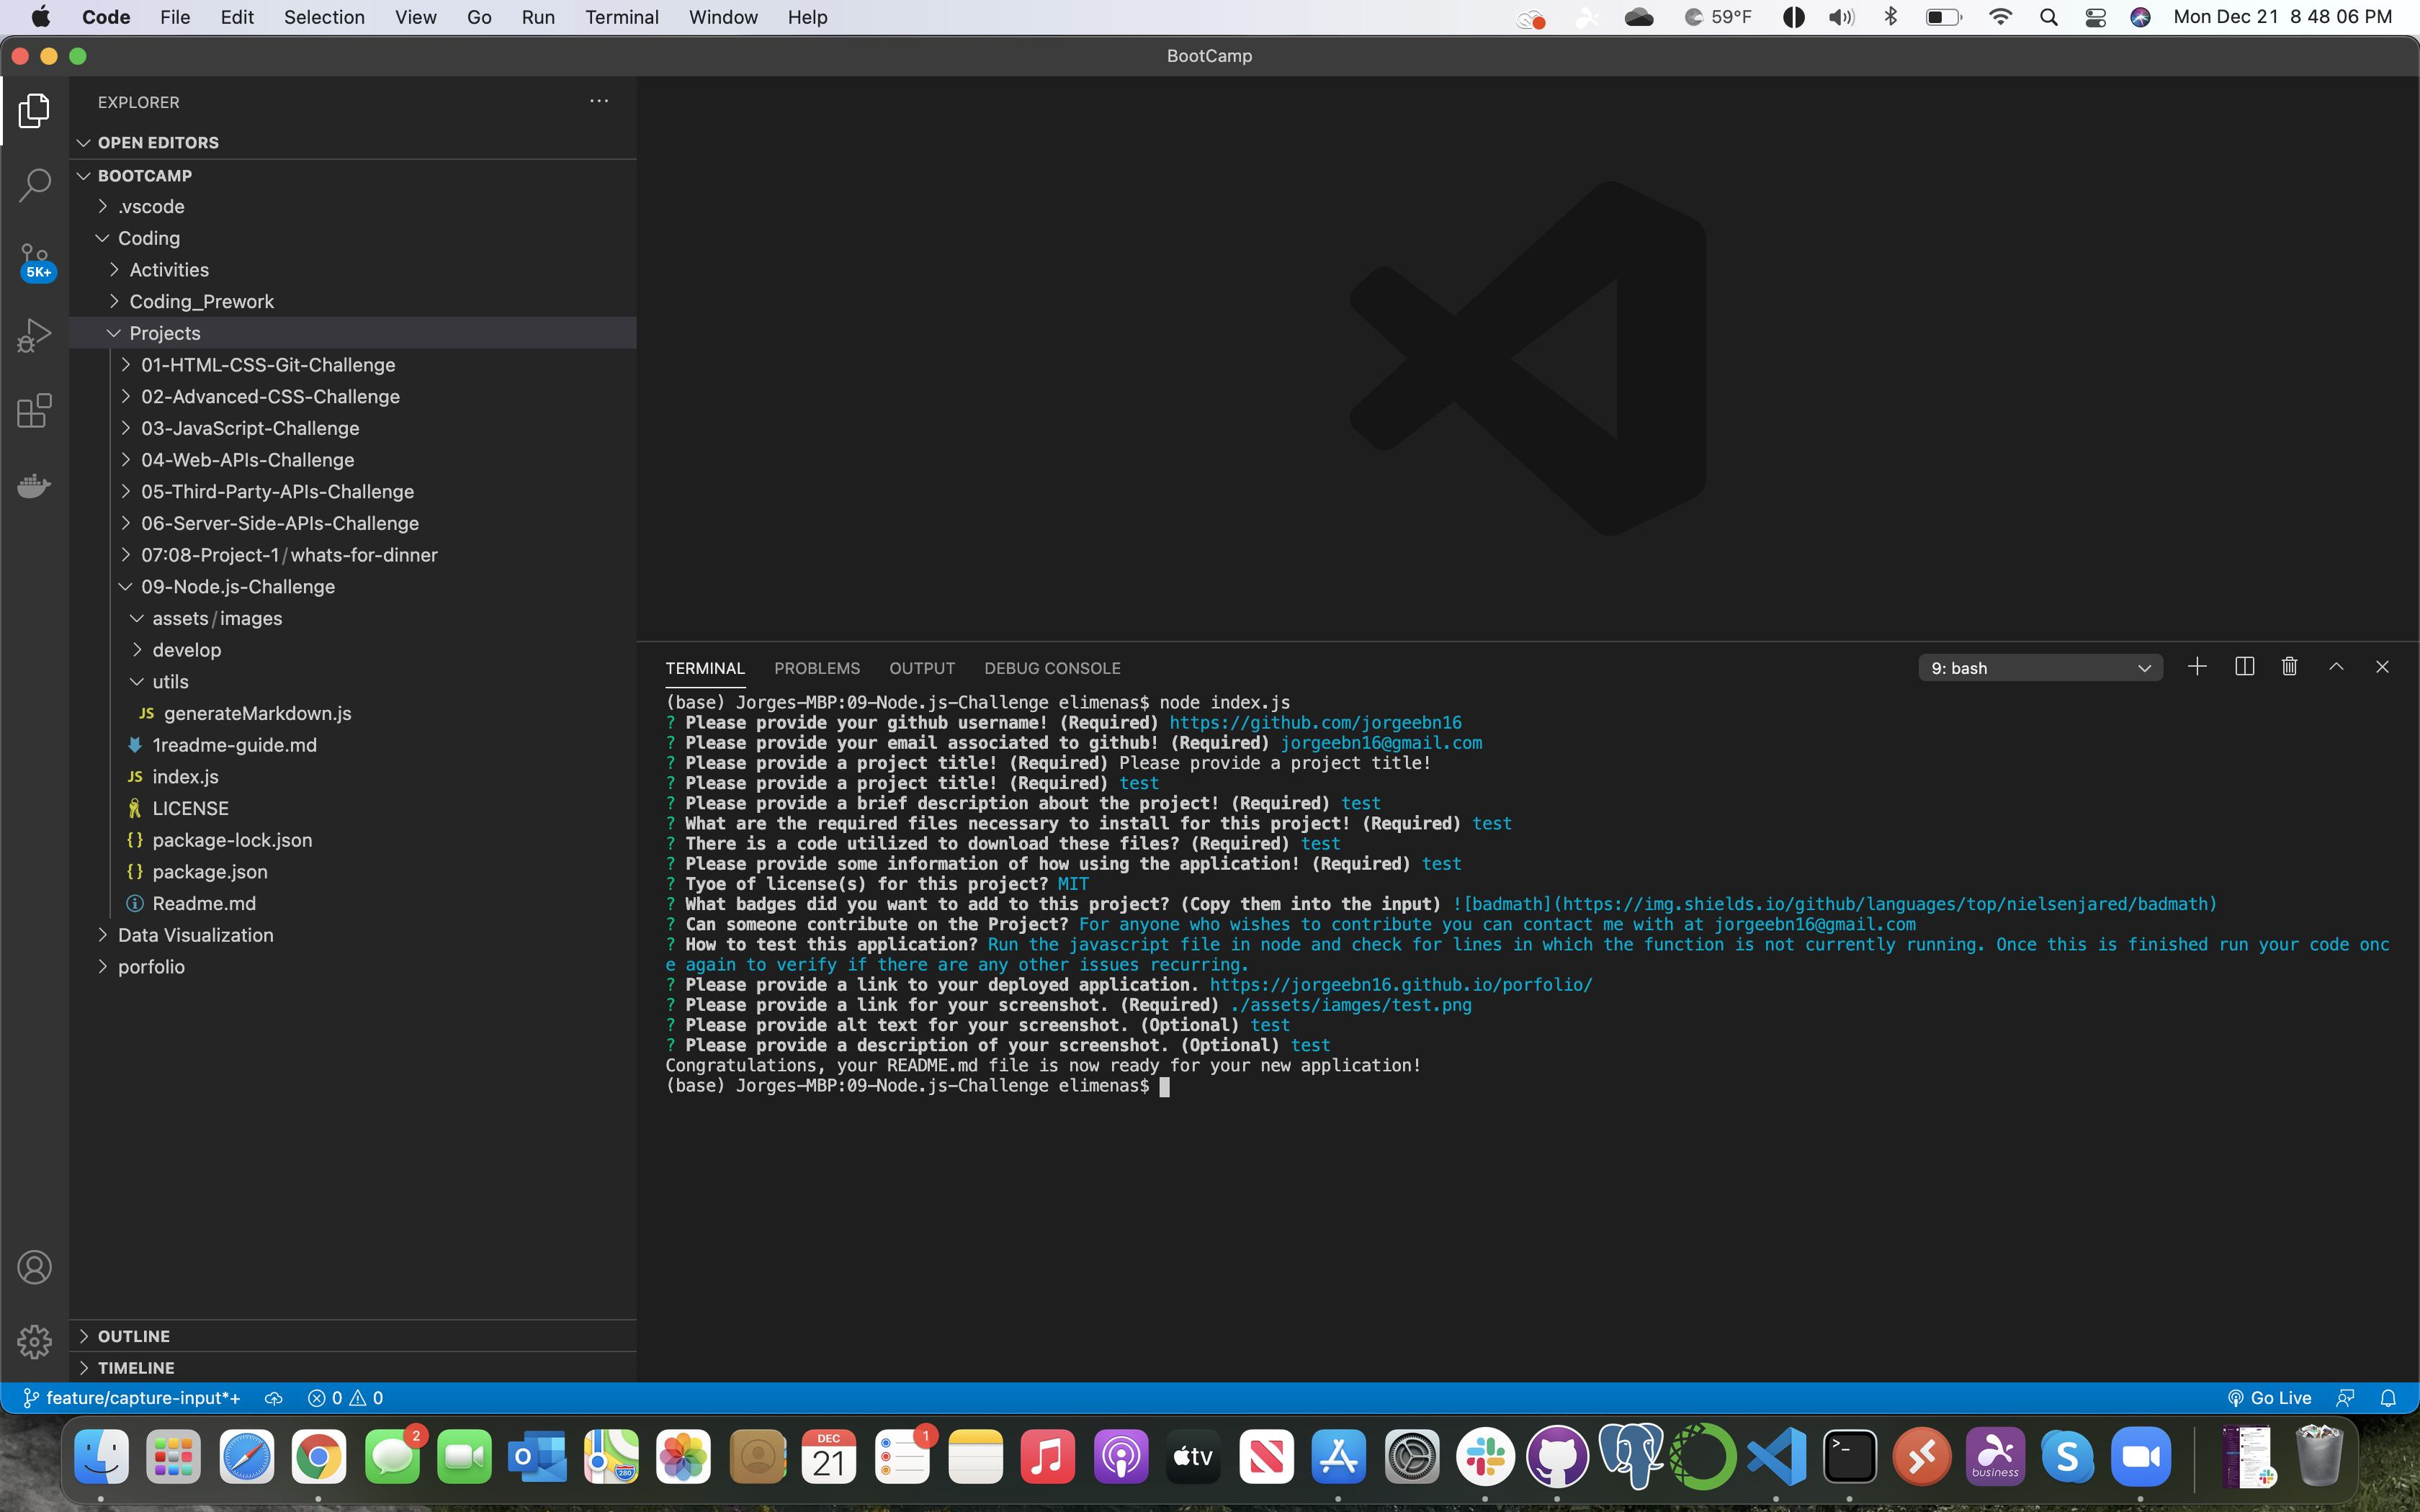 Code File Edit Selection View Go Run Terminal Window Help 59°F Mon Dec 21 8 48 06 PM
BootCamp
EXPLORER
OPEN EDITORS
BOOTCAMP
.vscode
Coding
Activities
Coding_Prework
Projects
01-HTML-CSS-Git-Challenge
02-Advanced-CSS-Challenge
03-JavaScript-Challenge
04-Web-APIs-Challenge
05-Third-Party-APIs-Challenge
06-Server-Side-APIs-Challenge
07:08-Project-1/whats-for-dinner
09-Node.js-Challenge
assets/images
develop
utils
JS generateMarkdown.js
1readme-guide.md
JS index.js
LICENSE
{} package-lock.json
{} package.json
Readme.md
Data Visualization
porfolio
OUTLINE
TIMELINE
5K+
TERMINAL PROBLEMS OUTPUT DEBUG CONSOLE 9: bash
(base) Jorges-MBP:09-Node.js-Challenge elimenas$ node index.js
? Please provide your github username! (Required) https://github.com/jorgeebn16
? Please provide your email associated to github! (Required) jorgeebn16@gmail.com
? Please provide a project title! (Required) Please provide a project title!
? Please provide a project title! (Required) test
? Please provide a brief description about the project! (Required) test
? What are the required files necessary to install for this project! (Required) test
? There is a code utilized to download these files? (Required) test
? Please provide some information of how using the application! (Required) test
? Tyoe of license(s) for this project? MIT
? What badges did you want to add to this project? (Copy them into the input) ![badmath](https://img.shields.io/github/languages/top/nielsenjared/badmath)
? Can someone contribute on the Project? For anyone who wishes to contribute you can contact me with at jorgeebn16@gmail.com
? How to test this application? Run the javascript file in node and check for lines in which the function is not currently running. Once this is finished run your code onc
e again to verify if there are any other issues recurring.
? Please provide a link to your deployed application. https://jorgeebn16.github.io/porfolio/
? Please provide a link for your screenshot. (Required) ./assets/iamges/test.png
? Please provide alt text for your screenshot. (Optional) test
? Please provide a description of your screenshot. (Optional) test
Congratulations, your README.md file is now ready for your new application!
(base) Jorges-MBP:09-Node.js-Challenge elimenas$
feature/capture-input*+ 0 0 Go Live
2
DEC
21
1
280
tv
business
S